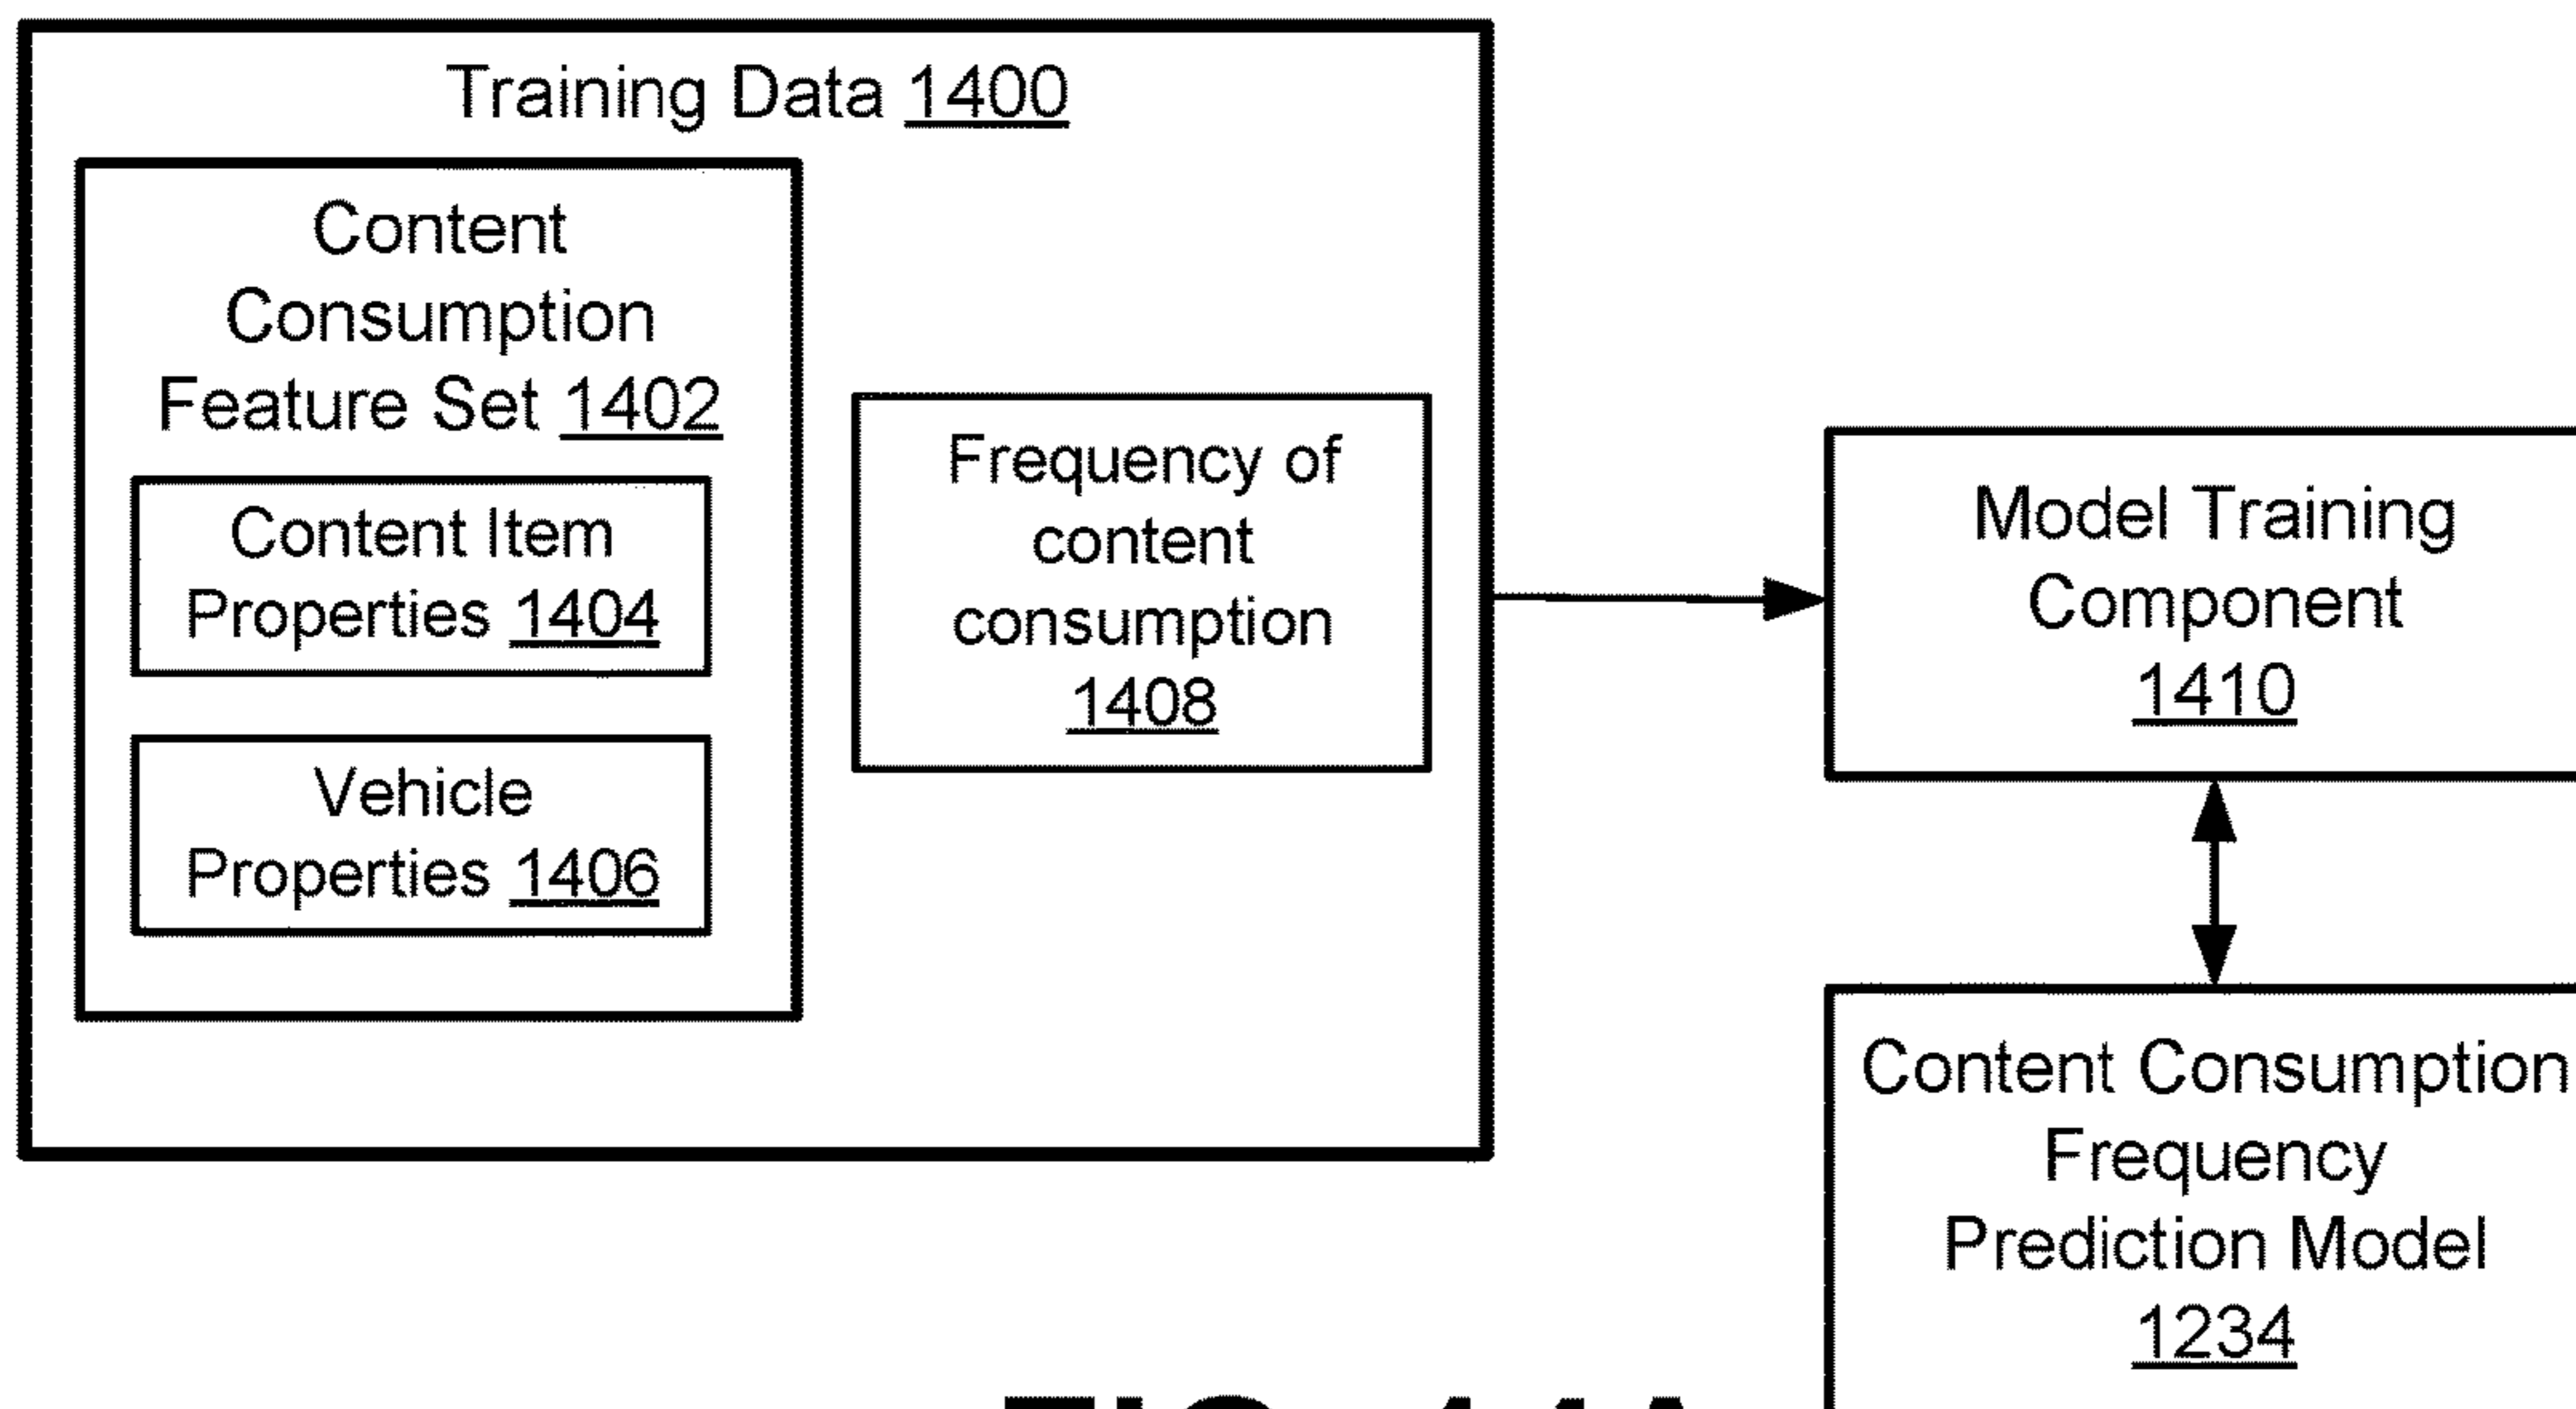 Training Data 1400
Content
Consumption
Feature Set 1402
Content Item
Properties 1404
Vehicle
Properties 1406
Frequency of
content
consumption
1408
Model Training
Component
1410
Content Consumption
Frequency
Prediction Model
1234